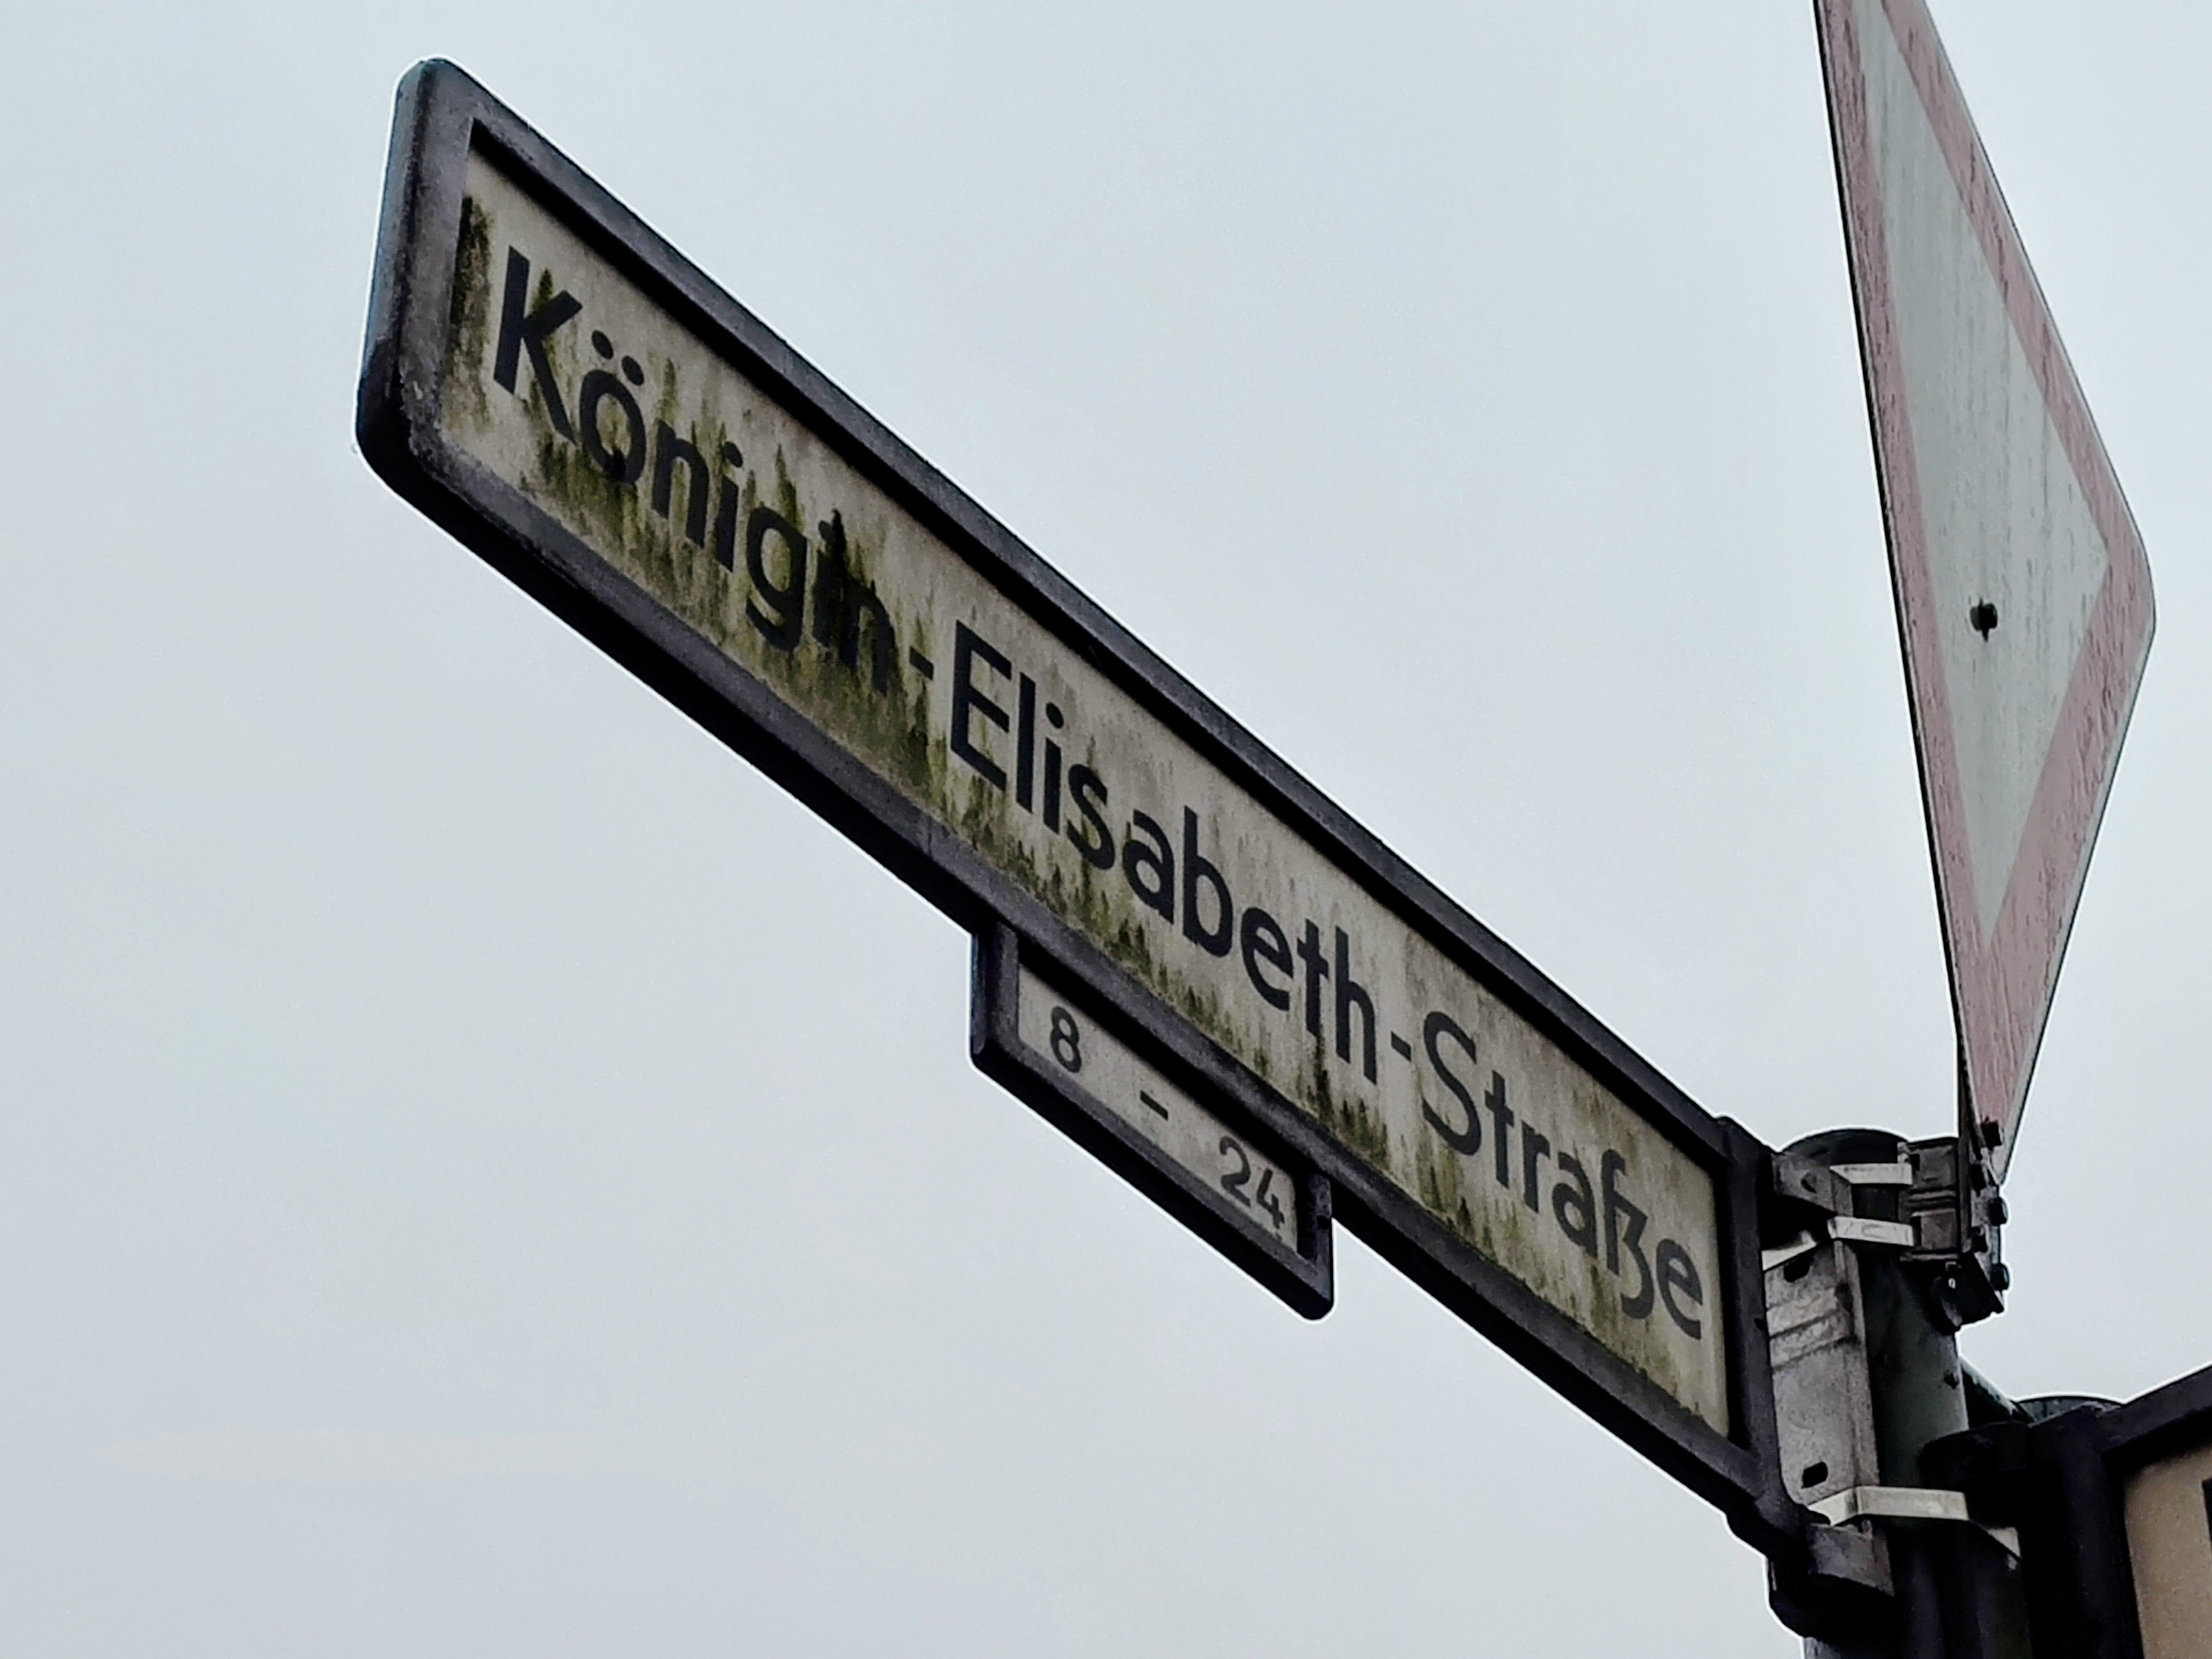 Königin-Elisabeth-Straße
8 - 24